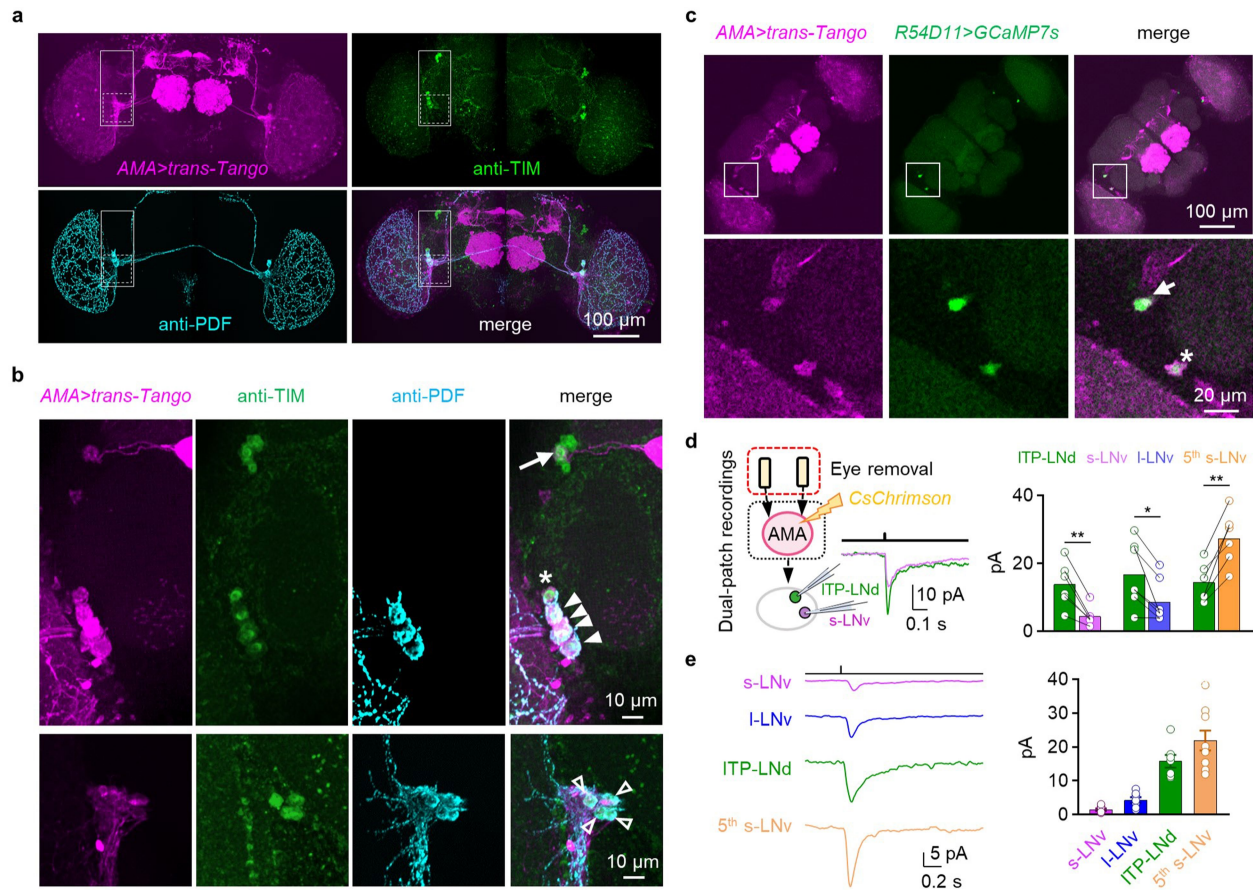 a
AMA>trans-Tango
anti-TIM
anti-PDF
merge
100 µm
b
AMA>trans-Tango anti-TIM anti-PDF merge
*
10 µm
10 µm
c
AMA>trans-Tango R54D11>GCaMP7s merge
100 µm
*
20 µm
d
Dual-patch recordings
Eye removal
CsChrimson
AMA
ITP-LNd
s-LNv
10 pA
0.1 s
ITP-LNd s-LNv l-LNv 5th s-LNv
pA
40
20
0
**
*
**
e
s-LNv
l-LNv
ITP-LNd
5th s-LNv
5 pA
0.2 s
pA
40
30
20
10
0
s-LNv
l-LNv
ITP-LNd
5th s-LNv